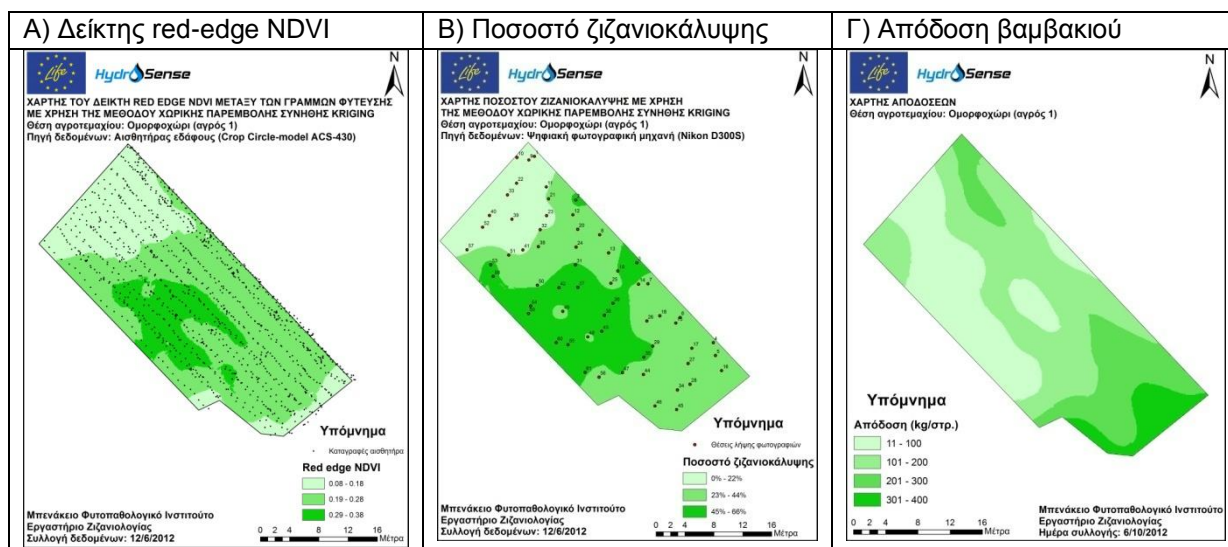 Α) Δείκτης red-edge NDVI
Life
HydroSense
N
ΧΑΡΤΗΣ ΤΟΥ ΔΕΙΚΤΗ RED EDGE NDVI ΜΕΤΑΞΥ ΤΩΝ ΓΡΑΜΜΩΝ ΦΥΤΕΥΣΗΣ
ΜΕ ΧΡΗΣΗ ΤΗΣ ΜΕΘΟΔΟΥ ΧΩΡΙΚΗΣ ΠΑΡΕΜΒΟΛΗΣ ΣΥΝΗΘΗΣ KRIGING
Θέση αγροτεμαχίου: Ομορφοχώρι (αγρός 1)
Πηγή δεδομένων: Αισθητήρας εδάφους (Crop Circle-model ACS-430)
Υπόμνημα
Καταγραφές αισθητήρα
Red edge NDVI
0.08 - 0.18
0.19 - 0.28
0.29 - 0.38
Μπενάκειο Φυτοπαθολογικό Ινστιτούτο
Εργαστήριο Ζιζανιολογίας
Συλλογή δεδομένων: 12/6/2012
0 2 4 8 12 16
Μέτρα
Β) Ποσοστό ζιζανιοκάλυψης
Life
HydroSense
N
ΧΑΡΤΗΣ ΠΟΣΟΣΤΟΥ ΖΙΖΑΝΙΟΚΑΛΥΨΗΣ ΜΕ ΧΡΗΣΗ
ΤΗΣ ΜΕΘΟΔΟΥ ΧΩΡΙΚΗΣ ΠΑΡΕΜΒΟΛΗΣ ΣΥΝΗΘΗΣ KRIGING
Θέση αγροτεμαχίου: Ομορφοχώρι (αγρός 1)
Πηγή δεδομένων: Ψηφιακή φωτογραφική μηχανή (Nikon D300S)
Υπόμνημα
Θέσεις λήψης φωτογραφιών
Ποσοστό ζιζανιοκάλυψης
0% - 22%
23% - 44%
45% - 66%
Μπενάκειο Φυτοπαθολογικό Ινστιτούτο
Εργαστήριο Ζιζανιολογίας
Συλλογή δεδομένων: 12/6/2012
0 2 4 8 12 16
Μέτρα
Γ) Απόδοση βαμβακιού
Life
HydroSense
N
ΧΑΡΤΗΣ ΑΠΟΔΟΣΕΩΝ
Θέση αγροτεμαχίου: Ομορφοχώρι (αγρός 1)
Υπόμνημα
Απόδοση (kg/στρ.)
11 - 100
101 - 200
201 - 300
301 - 400
Μπενάκειο Φυτοπαθολογικό Ινστιτούτο
Εργαστήριο Ζιζανιολογίας
Ημέρα συλλογής: 6/10/2012
0 2 4 8 12 16
Μέτρα